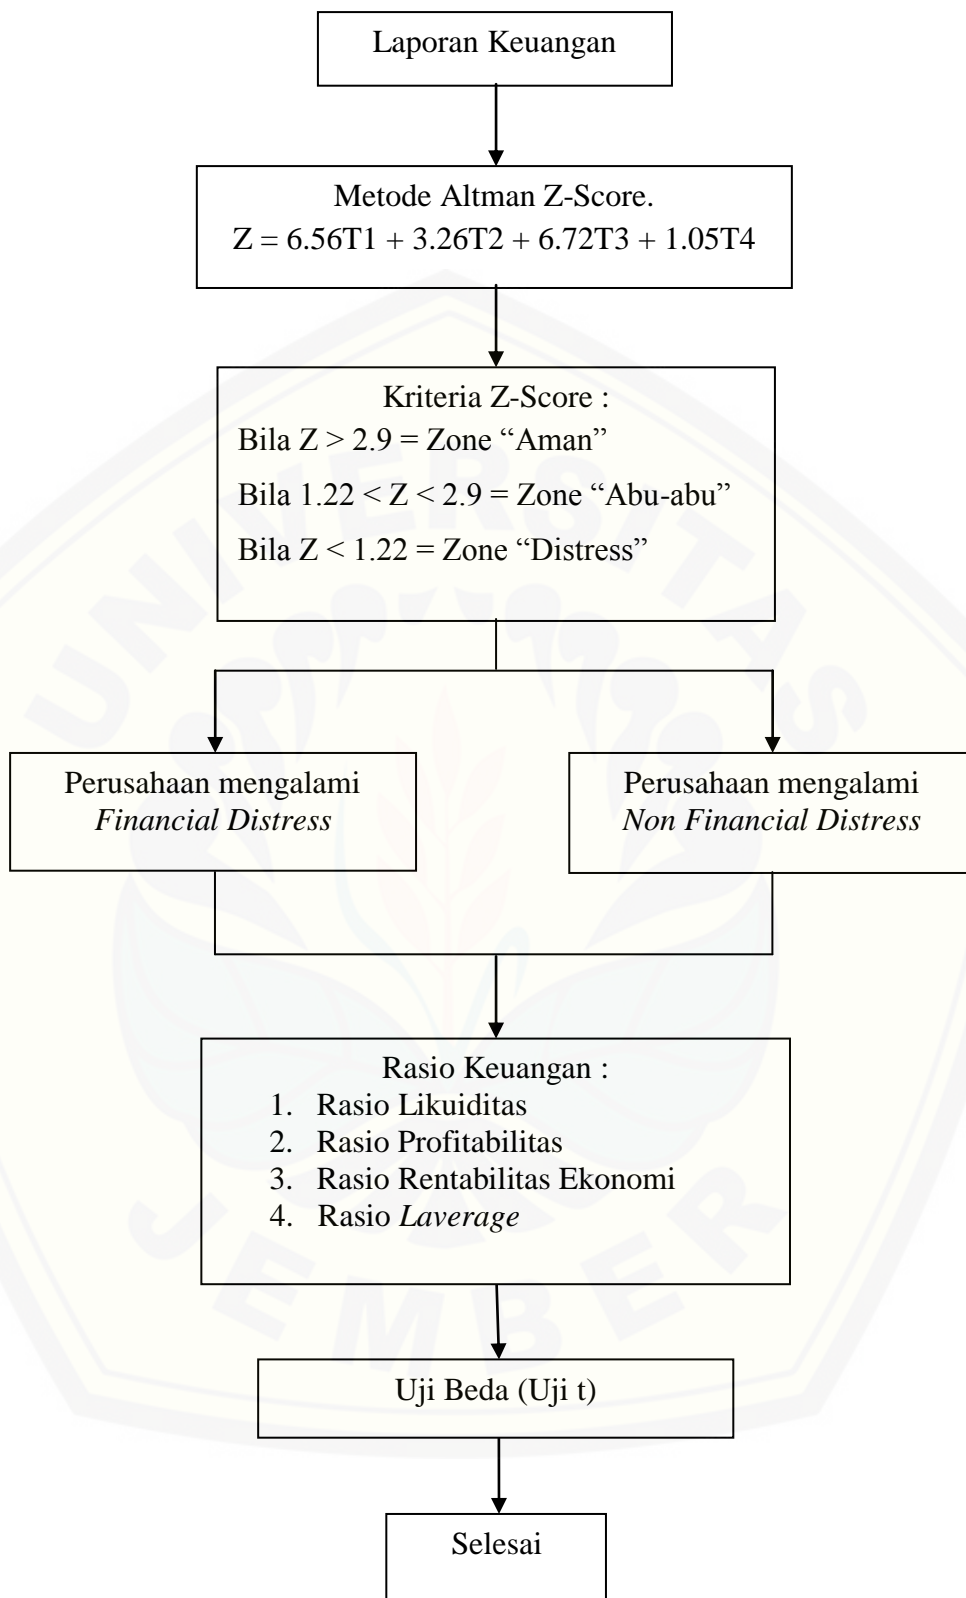 Laporan Keuangan
Metode Altman Z-Score.
Z = 6.56T1 + 3.26T2 + 6.72T3 + 1.05T4
Kriteria Z-Score :
Bila Z > 2.9 = Zone “Aman”
Bila 1.22 < Z < 2.9 = Zone “Abu-abu”
Bila Z < 1.22 = Zone “Distress”
Perusahaan mengalami
Financial Distress
Perusahaan mengalami
Non Financial Distress
Rasio Keuangan :
1. Rasio Likuiditas
2. Rasio Profitabilitas
3. Rasio Rentabilitas Ekonomi
4. Rasio Laverage
Uji Beda (Uji t)
Selesai
UNIVERSITAS
JEMBER